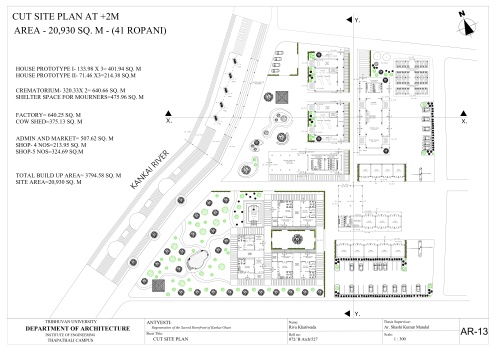 CUT SITE PLAN AT +2M
AREA - 20,930 SQ. M - (41 ROPANI)
N
Y.
HOUSE PROTOTYPE I- 133.98 X 3= 401.94 SQ. M
HOUSE PROTOTYPE II- 71.46 X3=214.38 SQ. M
CREMATORIUM- 320.33X 2= 640.66 SQ. M
SHELTER SPACE FOR MOURNERS=475.96 SQ. M
FACTORY= 640.25 SQ. M
COW SHED=375.13 SQ. M
X.
X.
ADMIN AND MARKET= 507.62 SQ. M
SHOP- 4 NOS=213.95 SQ. M
SHOP-5 NOS=324.69 SQ.M
KANKAI RIVER
TOTAL BUILD UP AREA= 3794.58 SQ. M
SITE AREA=20,930 SQ. M
Y.
TRIBHUVAN UNIVERSITY
DEPARTMENT OF ARCHITECTURE
INSTITUTE OF ENGINEERING
THAPATHALI CAMPUS
ANTYESTI:
Regeneration of the Sacred Riverfront of Kankai Ghats
Sheet Title:
CUT SITE PLAN
Name:
Riva Khatiwada
Roll no:
Thesis Supervisor:
Ar. Shashi Kumar Mandal
Scale:
1 : 300
AR-13